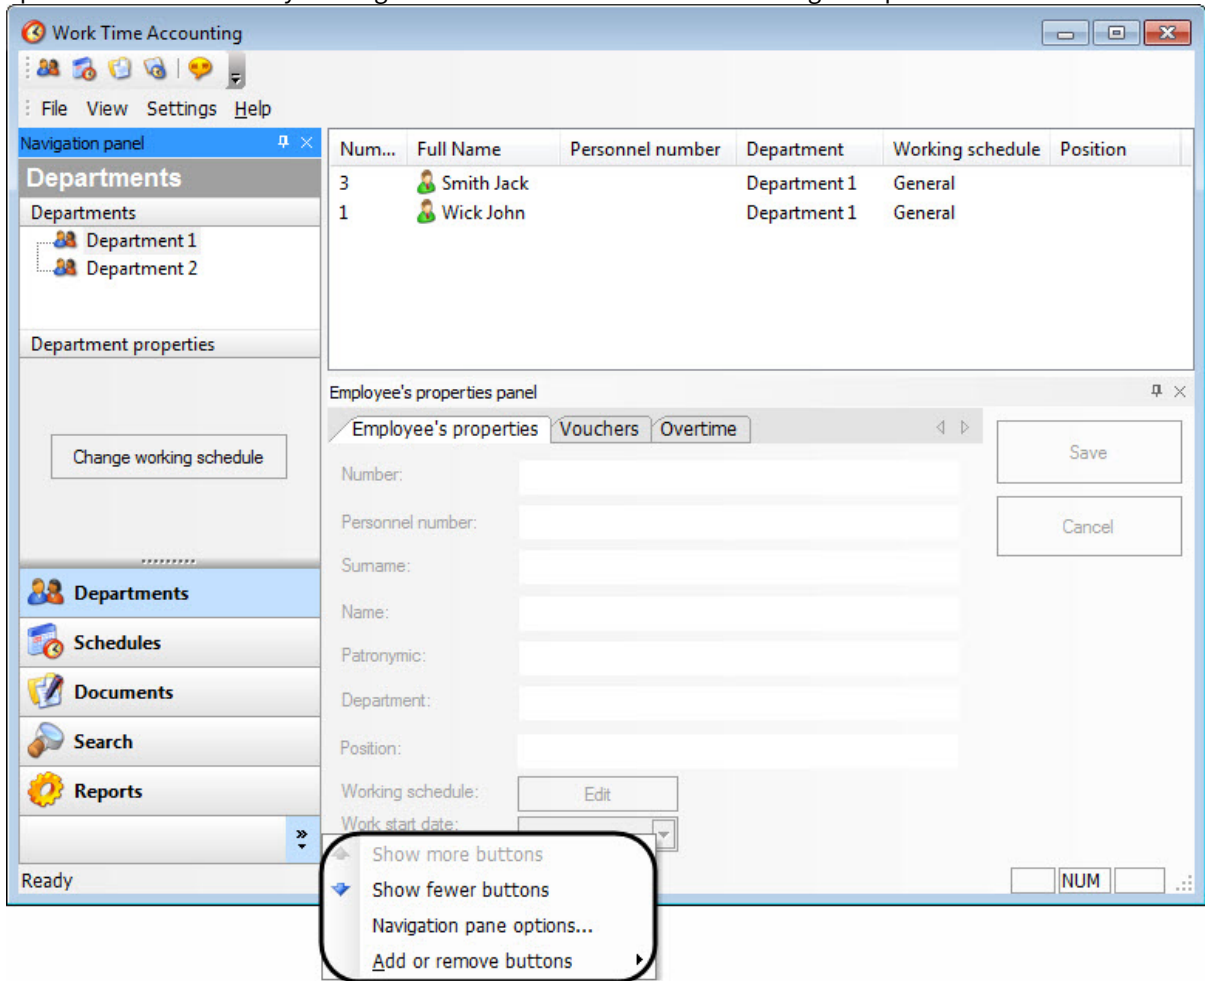 Work Time Accounting
File View Settings Help
Navigation panel
Departments
Departments
Department 1
Department 2
Department properties
Change working schedule
Departments
Schedules
Documents
Search
Reports
Ready
Num... Full Name Personnel number Department Working schedule Position
3 Smith Jack Department 1 General
1 Wick John Department 1 General
Employee's properties panel
Employee's properties Vouchers Overtime
Number:
Personnel number:
Surname:
Name:
Patronymic:
Department:
Position:
Working schedule: Edit
Work start date:
Save
Cancel
Show more buttons
Show fewer buttons
Navigation pane options...
Add or remove buttons
NUM